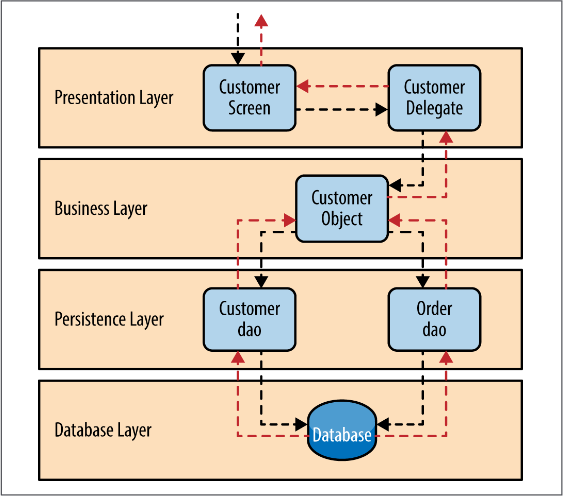 Presentation Layer
Customer
Screen
Customer
Delegate
Business Layer
Customer
Object
Persistence Layer
Customer
dao
Order
dao
Database Layer
Database